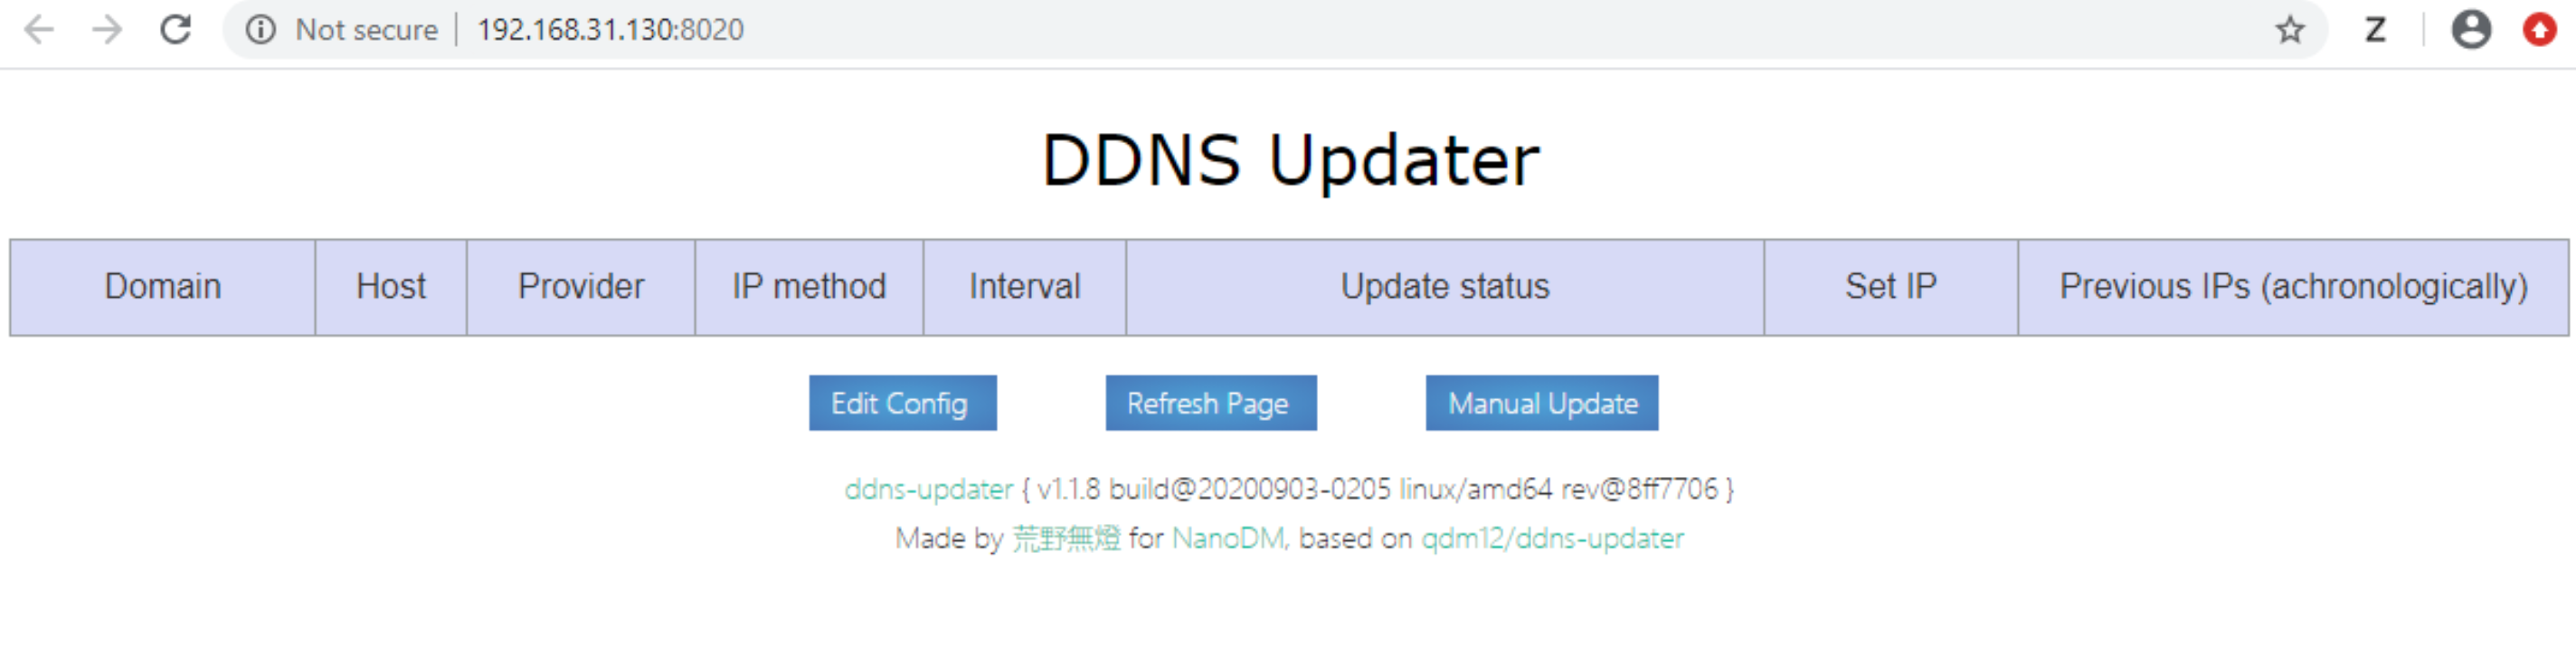 Not secure | 192.168.31.130:8020
Z
DDNS Updater
Domain Host Provider IP method Interval Update status Set IP Previous IPs (achronologically)
Edit Config Refresh Page Manual Update
ddns-updater { v1.1.8 build@20200903-0205 linux/amd64 rev@8ff7706 }
Made by 荒野無燈 for NanoDM, based on qdm12/ddns-updater